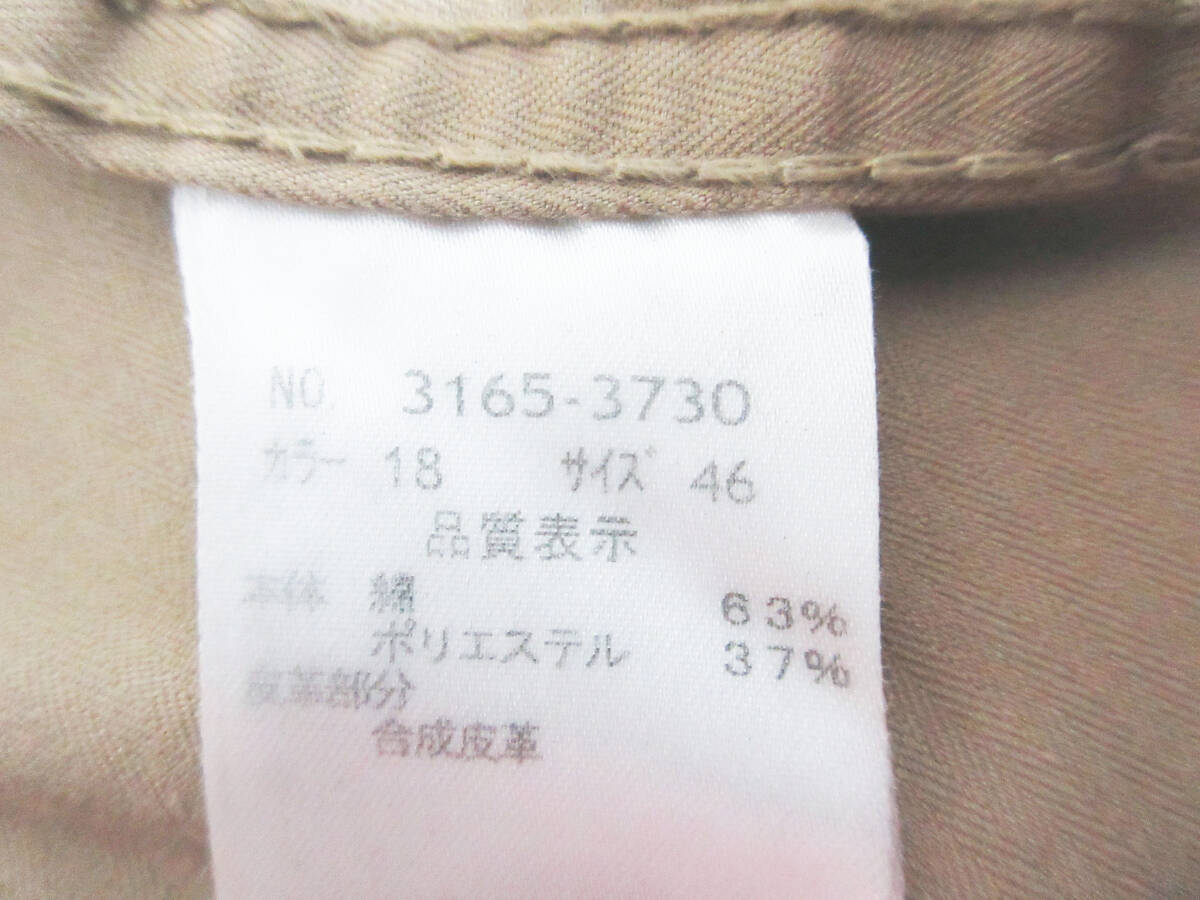 NO. 3165-3730
カラー 18 サイズ 46
品質表示
本体 綿 63%
ポリエステル 37%
皮革部分
合成皮革